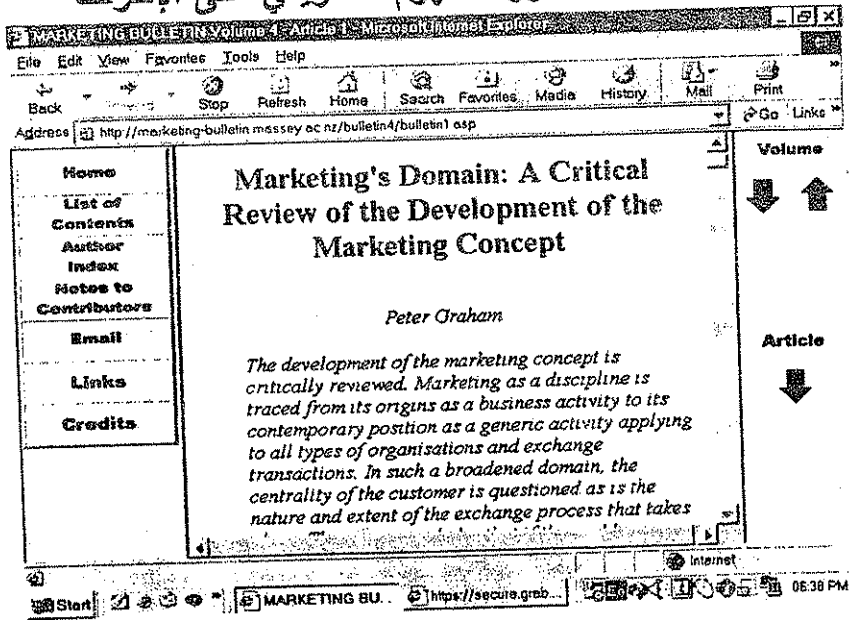 على الإنترنت
MARKETING BULLETIN Volume 4 - Article 1 - Microsoft Internet Explorer
File Edit View Favorites Tools Help
Back Stop Refresh Home Search Favorites Media History Mail Print
Address http://marketing-bulletin massey ac nz/bulletin4/bulletin1 asp Go Links
Home
List of
Contents
Author
Index
Notes to
Contributors
Email
Links
Credits
Marketing's Domain: A Critical
Review of the Development of the
Marketing Concept
Peter Graham
The development of the marketing concept is
critically reviewed. Marketing as a discipline is
traced from its origins as a business activity to its
contemporary position as a generic activity applying
to all types of organisations and exchange
transactions. In such a broadened domain, the
centrality of the customer is questioned as is the
nature and extent of the exchange process that takes
Volume
Article
Internet
Start MARKETING BU.. https://secure.grab... 06:38 PM